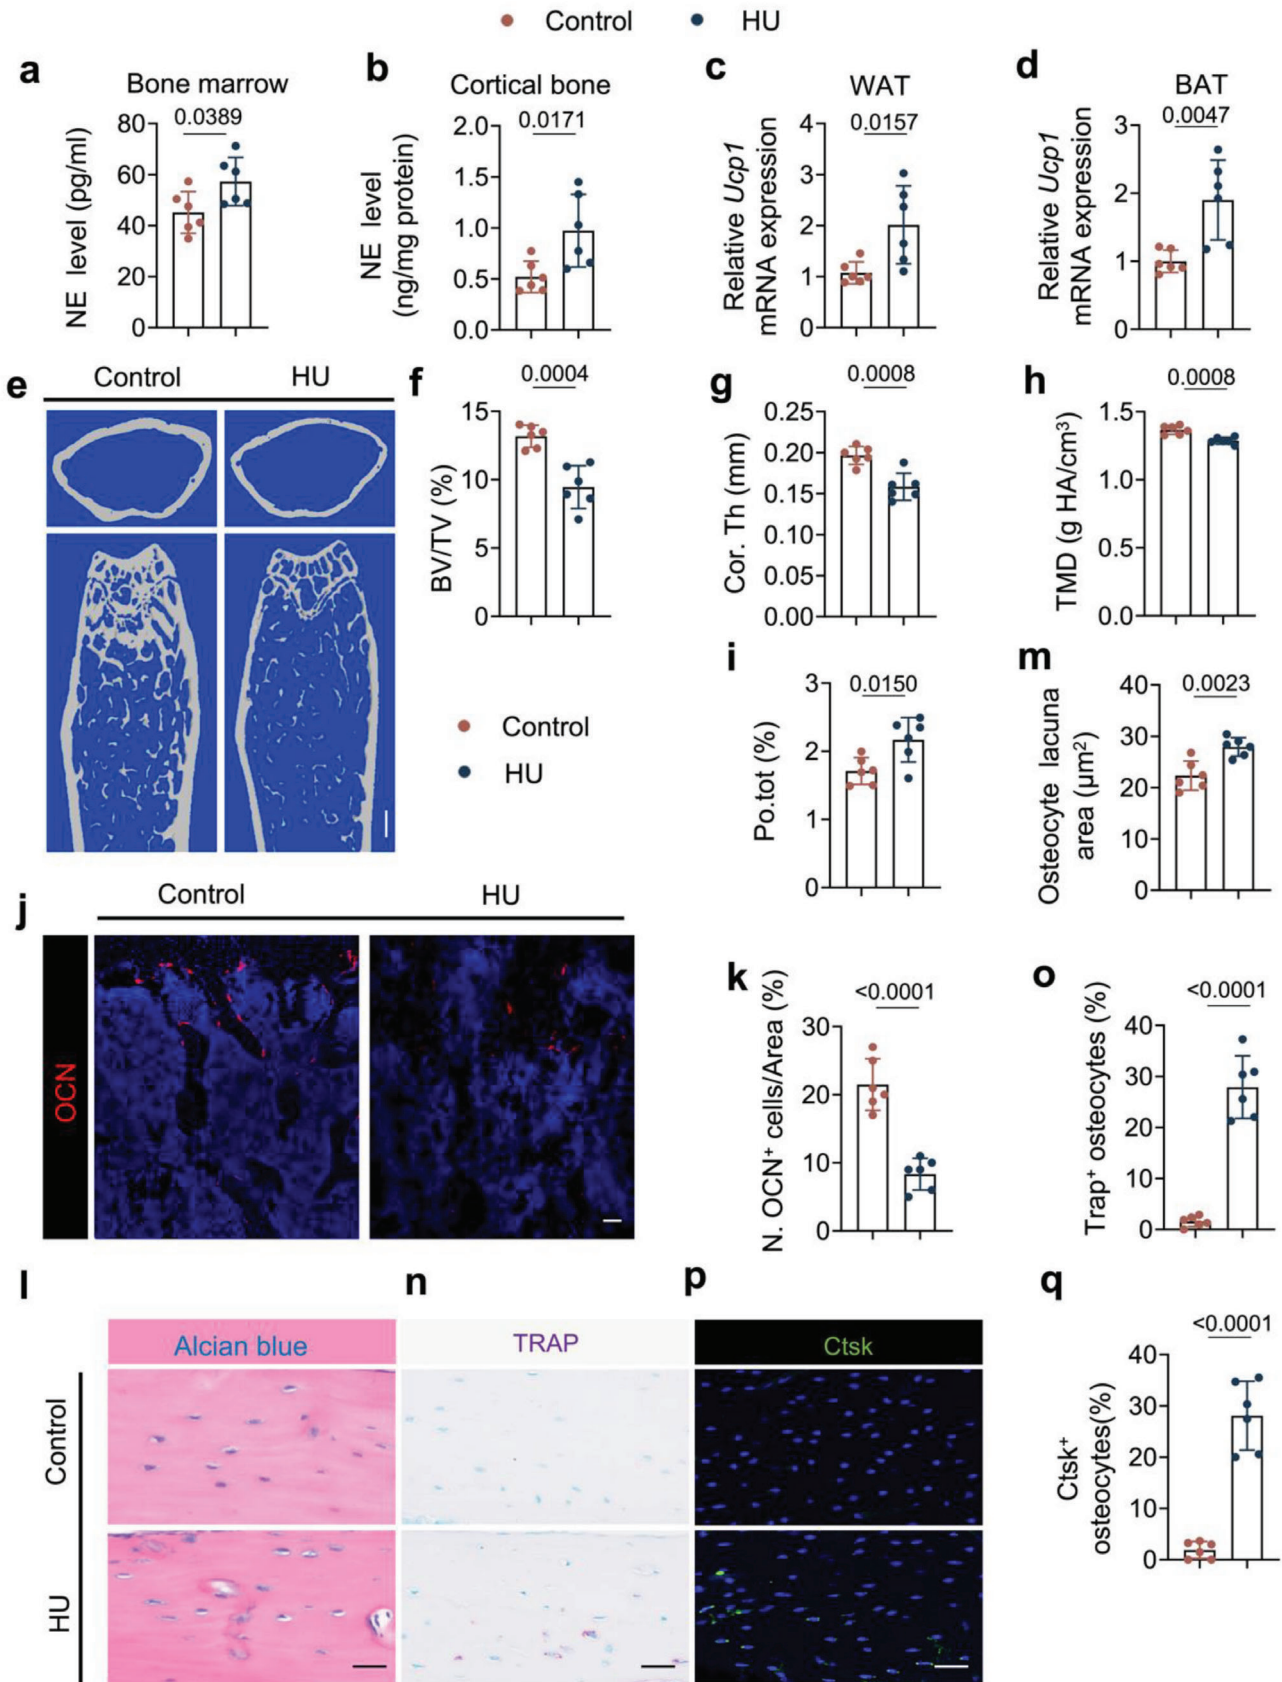 Control HU
a
Bone marrow
0.0389
NE level (pg/ml)
80
60
40
20
0
b
Cortical bone
0.0171
NE level
(ng/mg protein)
2.0
1.5
1.0
0.5
0.0
c
WAT
0.0157
Relative Ucp1
mRNA expression
4
3
2
1
0
d
BAT
0.0047
Relative Ucp1
mRNA expression
3
2
1
0
e
Control HU
f
0.0004
BV/TV (%)
15
10
5
0
g
0.0008
Cor. Th (mm)
0.25
0.20
0.15
0.10
0.05
0.00
h
0.0008
TMD (g HA/cm³)
1.5
1.0
0.5
0.0
Control
HU
i
0.0150
Po.tot (%)
3
2
1
0
m
0.0023
Osteocyte lacuna
area (µm²)
40
30
20
10
0
j
Control HU
OCN
k
<0.0001
N. OCN⁺ cells/Area (%)
30
20
10
0
o
<0.0001
Trap⁺ osteocytes (%)
40
30
20
10
0
l
Alcian blue
n
TRAP
p
Ctsk
Control
HU
q
<0.0001
Ctsk⁺
osteocytes(%)
40
30
20
10
0